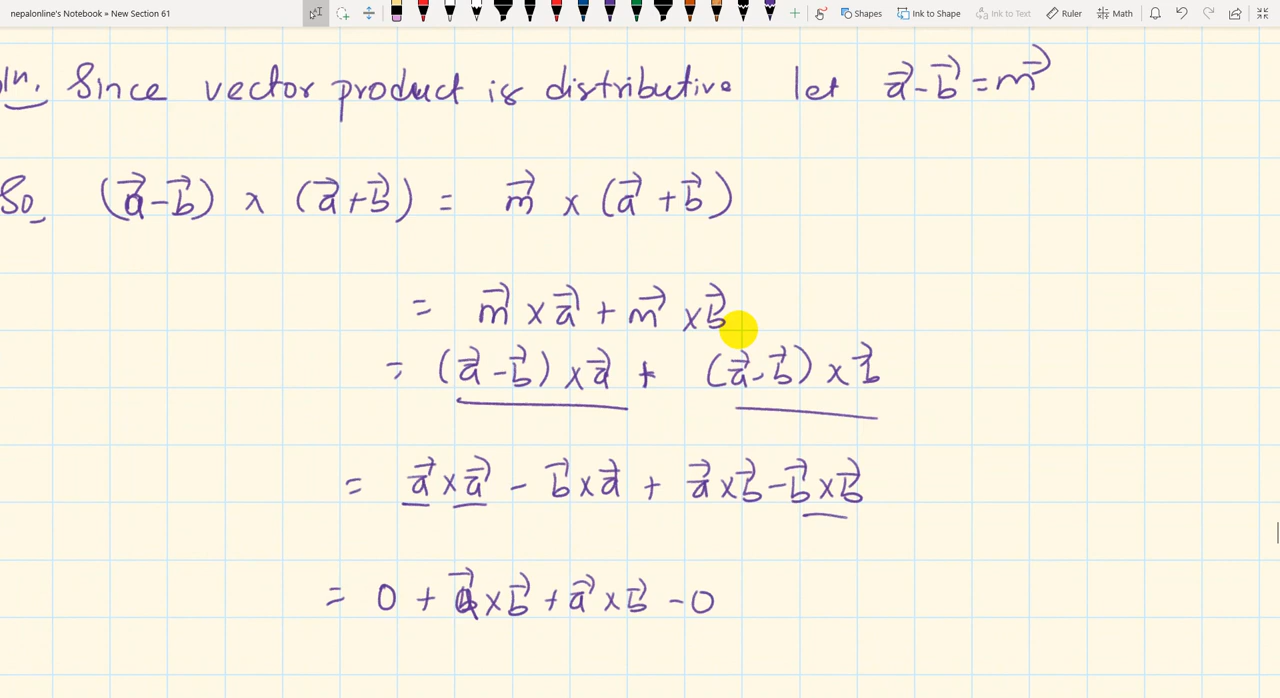 nepalonline's Notebook » New Section 61
Shapes Ink to Shape Ink to Text Ruler Math
ln. Since vector product is distributive let a⃗ - b⃗ = m⃗
So (a⃗ - b⃗) × (a⃗ + b⃗) = m⃗ × (a⃗ + b⃗)
= m⃗ × a⃗ + m⃗ × b⃗
= (a⃗ - b⃗) × a⃗ + (a⃗ - b⃗) × b⃗
= a⃗ × a⃗ - b⃗ × a⃗ + a⃗ × b⃗ - b⃗ × b⃗
= 0 + a⃗ × b⃗ + a⃗ × b⃗ - 0